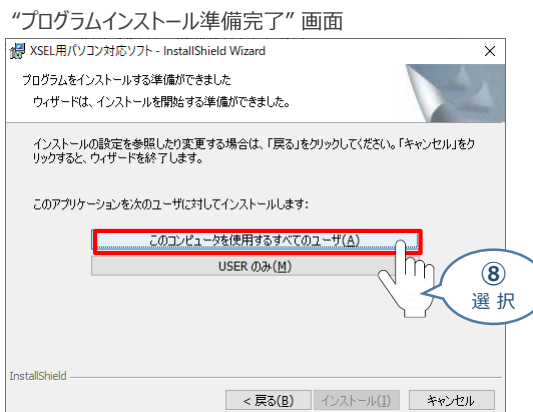 “プログラムインストール準備完了” 画面
XSEL用パソコン対応ソフト - InstallShield Wizard
プログラムをインストールする準備ができました
ウィザードは、インストールを開始する準備ができました。
インストールの設定を参照したり変更する場合は、「戻る」をクリックしてください。「キャンセル」をク
リックすると、ウィザードを終了します。
このアプリケーションを次のユーザに対してインストールします:
このコンピュータを使用するすべてのユーザ(A)
USER のみ(M)
⑧
選 択
InstallShield
< 戻る(B) インストール(I) キャンセル